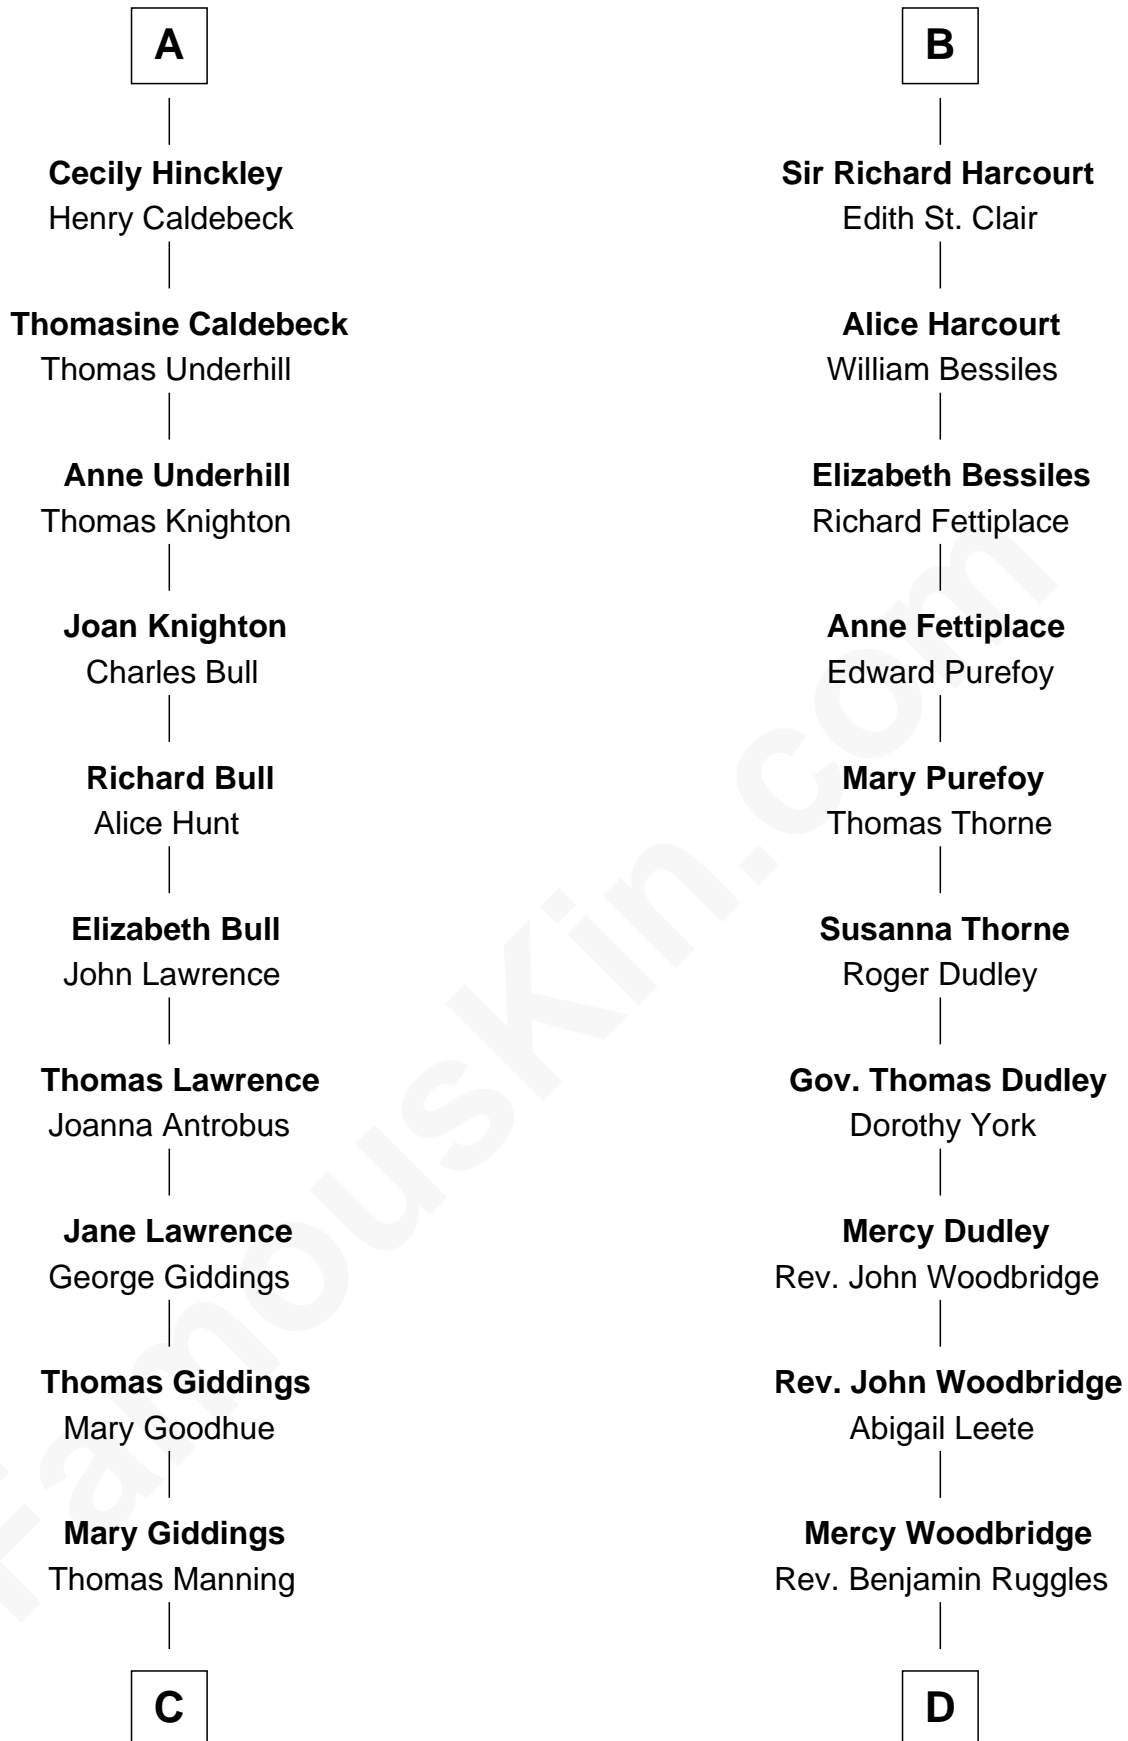 A
Cecily Hinckley
Henry Caldebeck
Thomasine Caldebeck
Thomas Underhill
Anne Underhill
Thomas Knighton
Joan Knighton
Charles Bull
Richard Bull
Alice Hunt
Elizabeth Bull
John Lawrence
Thomas Lawrence
Joanna Antrobus
Jane Lawrence
George Giddings
Thomas Giddings
Mary Goodhue
Mary Giddings
Thomas Manning
C
B
Sir Richard Harcourt
Edith St. Clair
Alice Harcourt
William Bessiles
Elizabeth Bessiles
Richard Fettiplace
Anne Fettiplace
Edward Purefoy
Mary Purefoy
Thomas Thorne
Susanna Thorne
Roger Dudley
Gov. Thomas Dudley
Dorothy York
Mercy Dudley
Rev. John Woodbridge
Rev. John Woodbridge
Abigail Leete
Mercy Woodbridge
Rev. Benjamin Ruggles
D
FamousKin.com